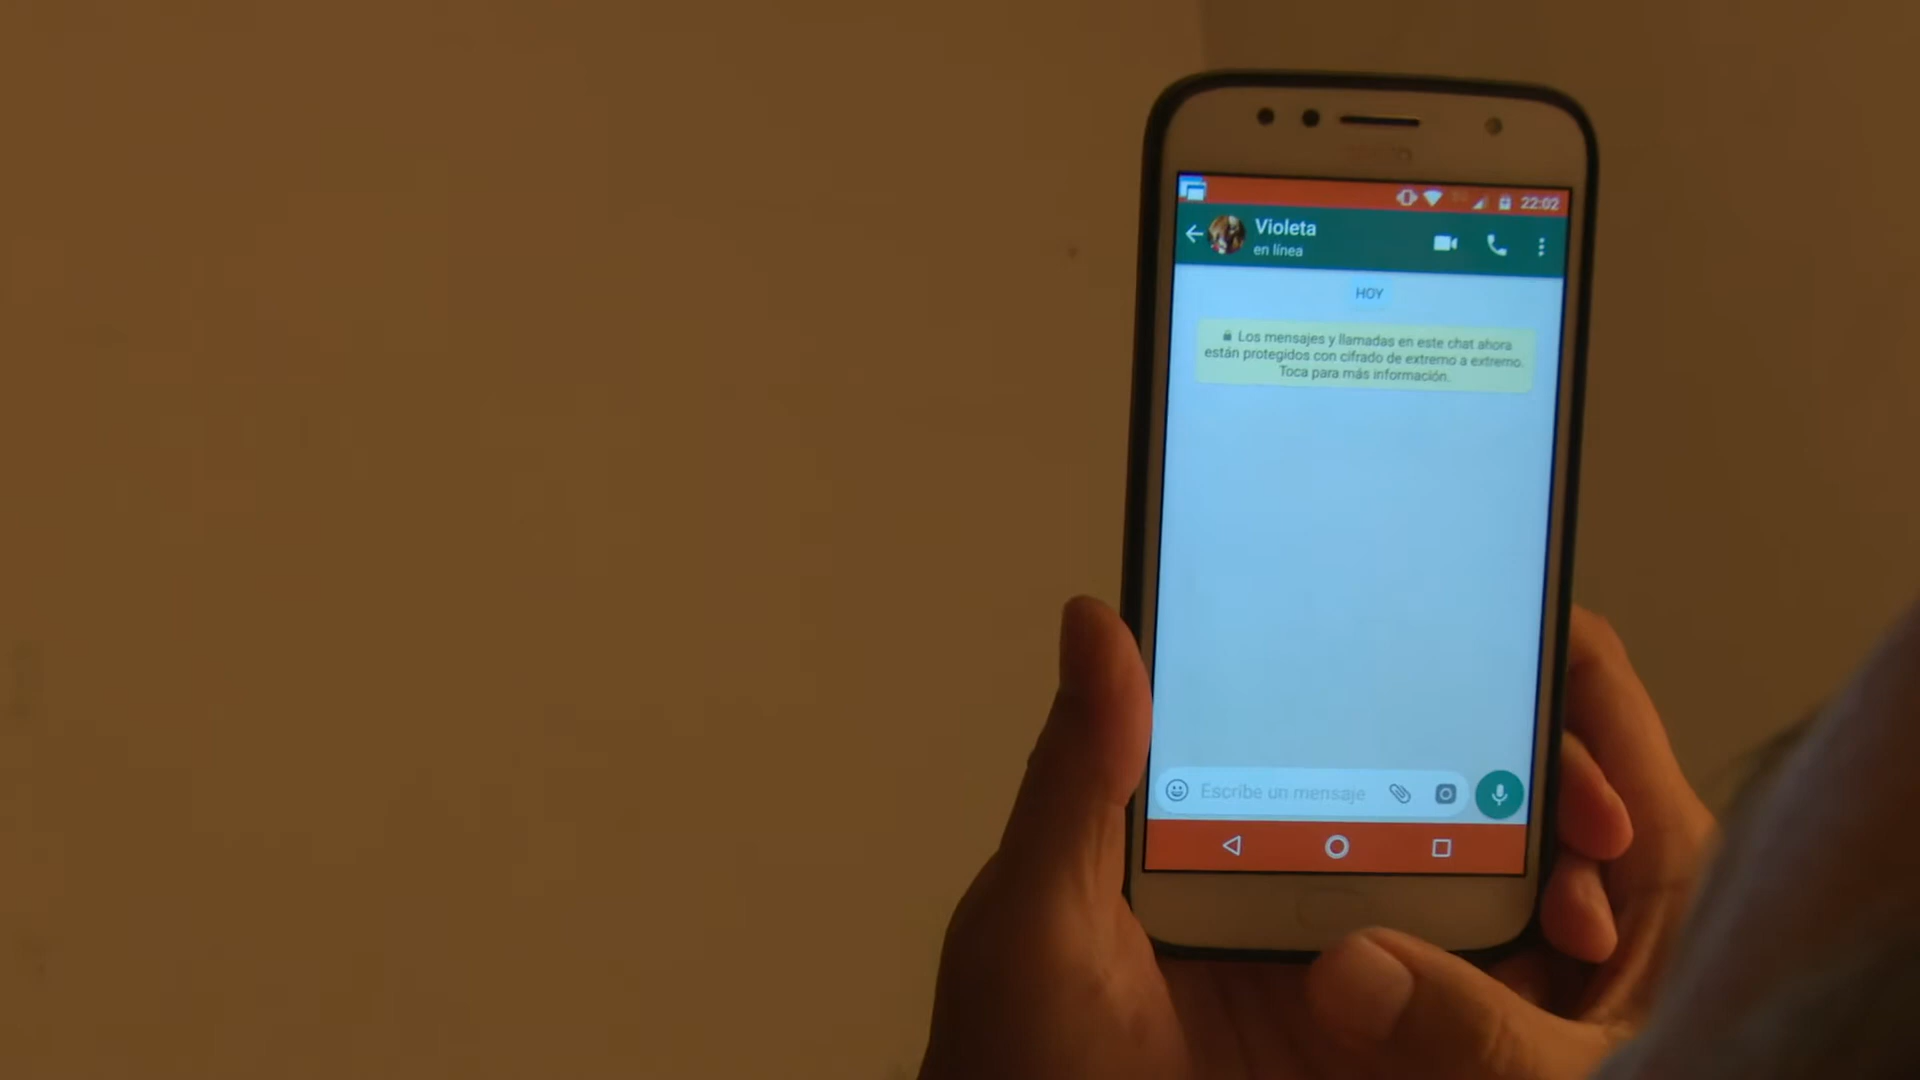 22:02
Violeta
en línea
HOY
Los mensajes y llamadas en este chat ahora
están protegidos con cifrado de extremo a extremo.
Toca para más información.
Escribe un mensaje